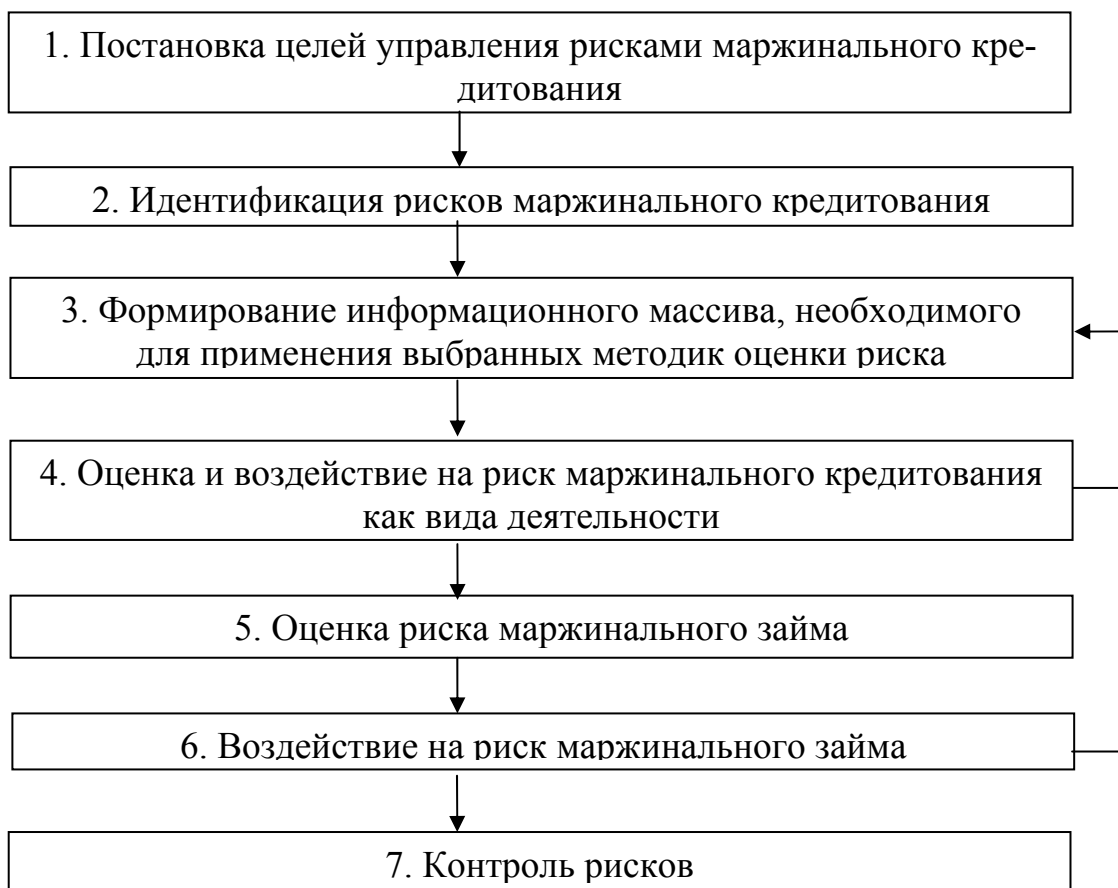 1. Постановка целей управления рисками маржинального кре-
дитования
2. Идентификация рисков маржинального кредитования
3. Формирование информационного массива, необходимого
для применения выбранных методик оценки риска
4. Оценка и воздействие на риск маржинального кредитования
как вида деятельности
5. Оценка риска маржинального займа
6. Воздействие на риск маржинального займа
7. Контроль рисков